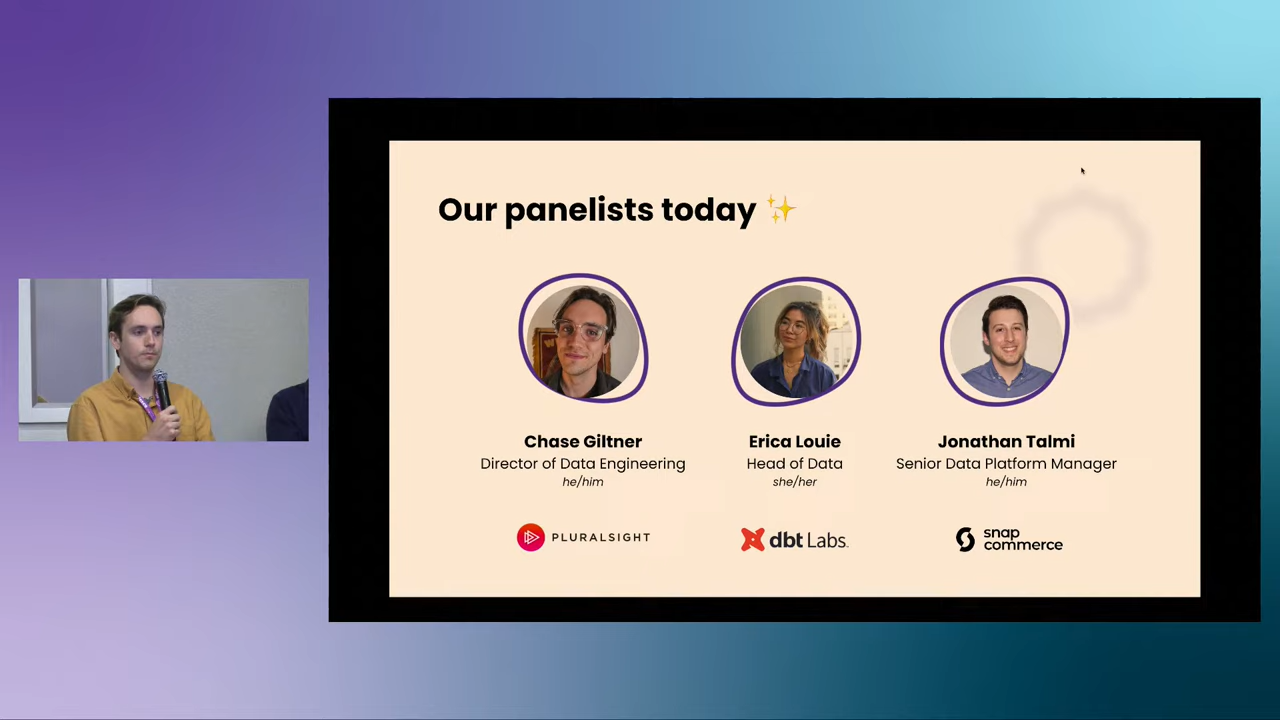 Our panelists today ✨
Chase Giltner
Director of Data Engineering
he/him
PLURALSIGHT
Erica Louie
Head of Data
she/her
dbt Labs.
Jonathan Talmi
Senior Data Platform Manager
he/him
snap
commerce